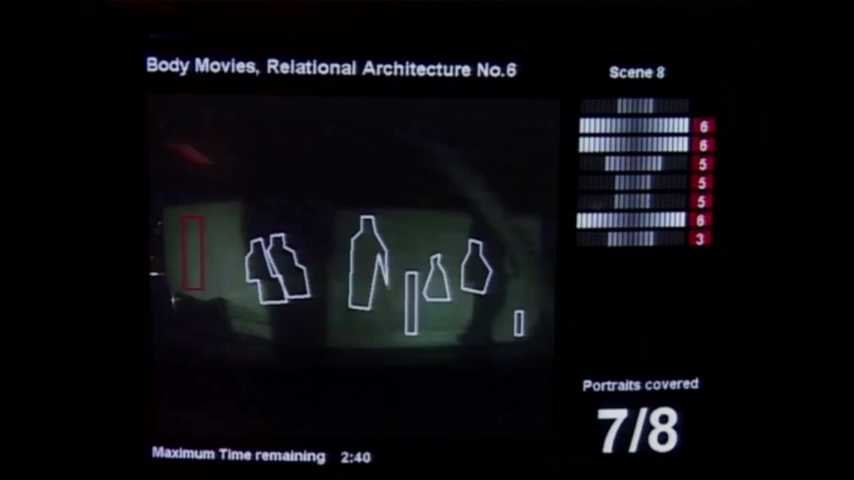 Body Movies, Relational Architecture No.6
Scene 8
6
6
5
5
5
6
3
Portraits covered
7/8
Maximum Time remaining 2:40